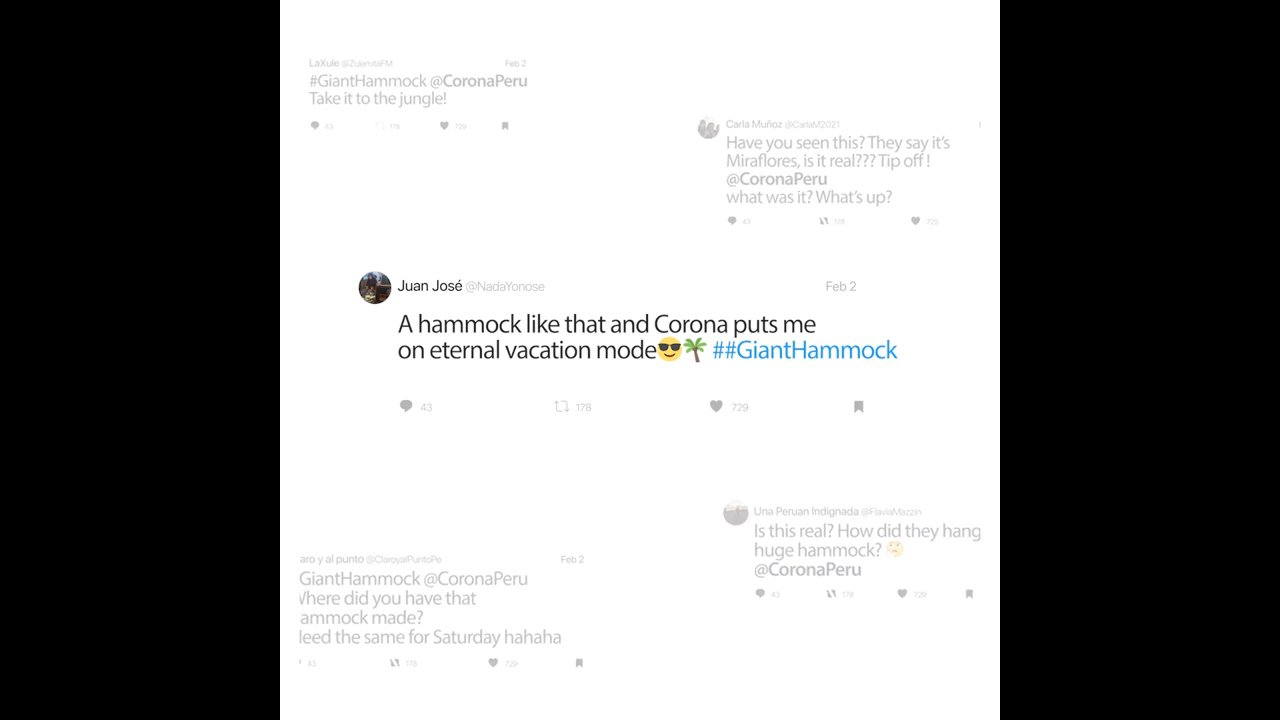 LaXule @ZulemitaFM Feb 2
#GiantHammock @CoronaPeru
Take it to the jungle!
43 178 729
Carla Muñoz @CarlaM2021
Have you seen this? They say it's
Miraflores, is it real??? Tip off !
@CoronaPeru
what was it? What's up?
43 178 729
Juan José @NadaYonose Feb 2
A hammock like that and Corona puts me
on eternal vacation mode😎🌴 ##GiantHammock
43 178 729
Una Peruan Indignada @FlaviaMazzin
Is this real? How did they hang
huge hammock? 🤔
@CoronaPeru
43 178 729
aro y al punto @ClaroyalPuntoPe Feb 2
GiantHammock @CoronaPeru
Where did you have that
ammock made?
eed the same for Saturday hahaha
43 178 729